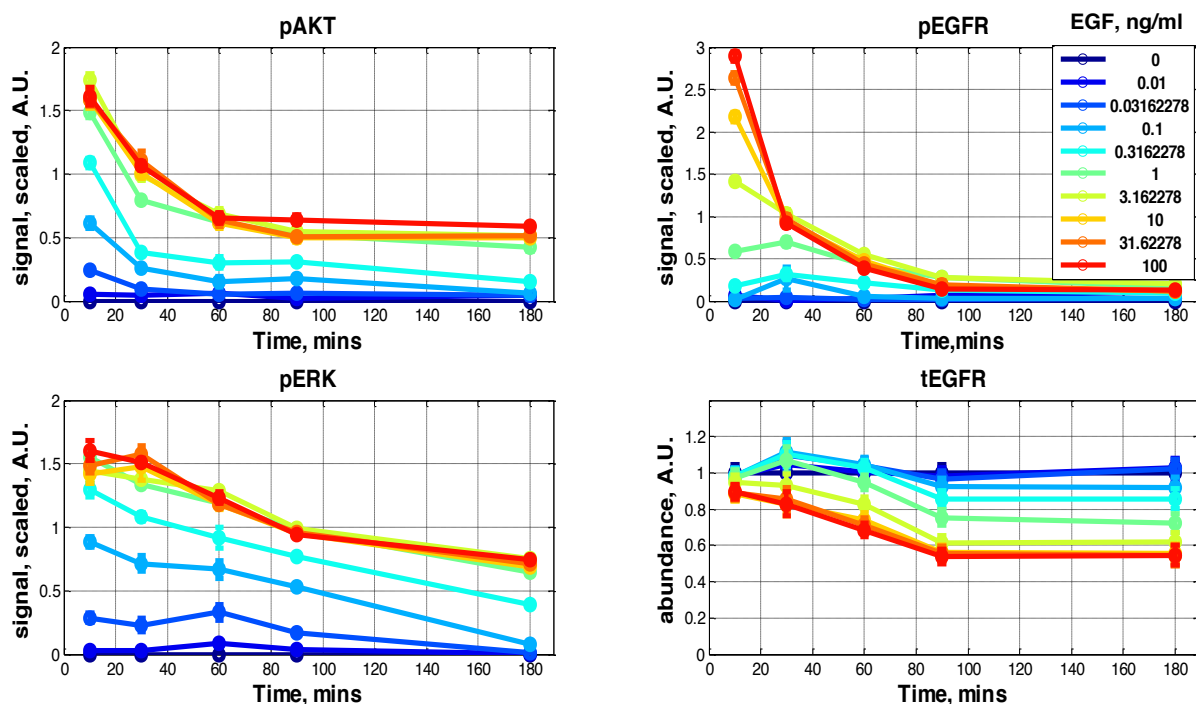 pAKT
signal, scaled, A.U.
2
1.5
1
0.5
0
0 20 40 60 80 100 120 140 160 180
Time, mins
pEGFR
signal, scaled, A.U.
3
2.5
2
1.5
1
0.5
0
0 20 40 60 80 100 120 140 160 180
Time,mins
EGF, ng/ml
0
0.01
0.03162278
0.1
0.3162278
1
3.162278
10
31.62278
100
pERK
signal, scaled, A.U.
2
1.5
1
0.5
0
0 20 40 60 80 100 120 140 160 180
Time, mins
tEGFR
abundance, A.U.
1.2
1
0.8
0.6
0.4
0.2
0
0 20 40 60 80 100 120 140 160 180
Time, mins